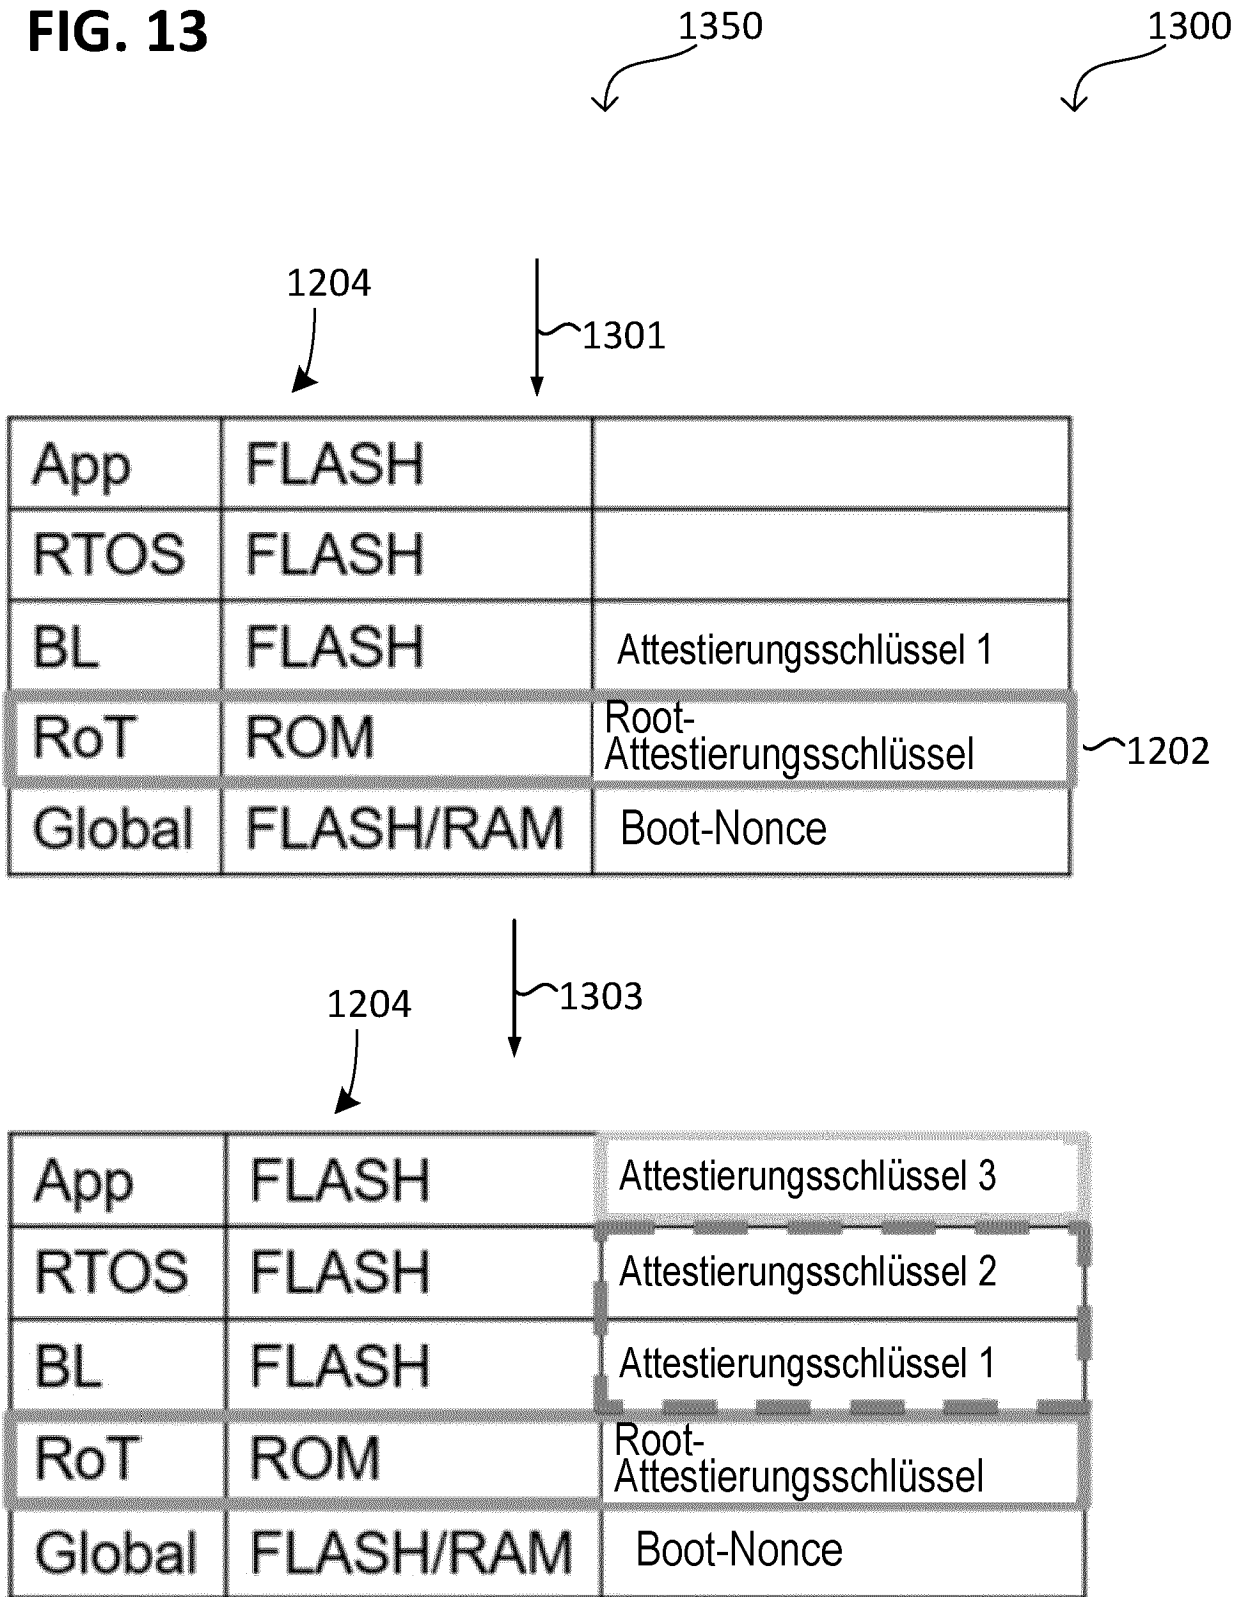 FIG. 13
1350
1300
1204
1301
App FLASH
RTOS FLASH
BL FLASH Attestierungsschlüssel 1
RoT ROM Root-
Attestierungsschlüssel
1202
Global FLASH/RAM Boot-Nonce
1204
1303
App FLASH Attestierungsschlüssel 3
RTOS FLASH Attestierungsschlüssel 2
BL FLASH Attestierungsschlüssel 1
RoT ROM Root-
Attestierungsschlüssel
Global FLASH/RAM Boot-Nonce